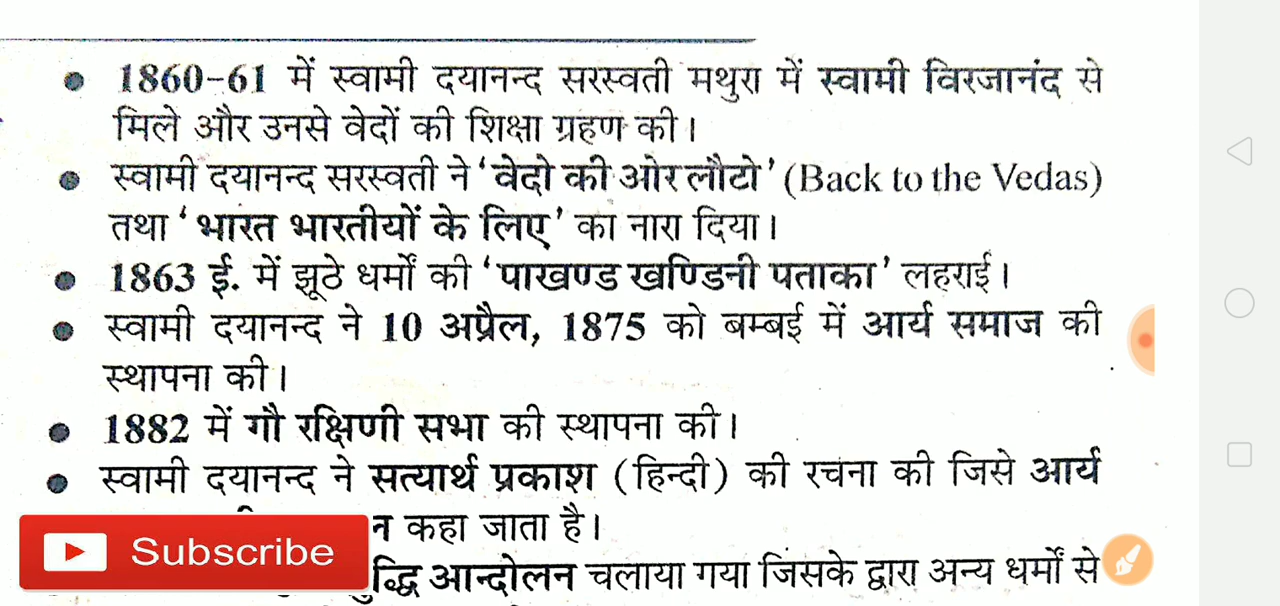 1860-61 में स्वामी दयानन्द सरस्वती मथुरा में स्वामी विरजानंद से
मिले और उनसे वेदों की शिक्षा ग्रहण की।
स्वामी दयानन्द सरस्वती ने ‘वेदो की ओर लौटो’ (Back to the Vedas)
तथा ‘भारत भारतीयों के लिए’ का नारा दिया।
1863 ई. में झूठे धर्मों की ‘पाखण्ड खण्डिनी पताका’ लहराई।
स्वामी दयानन्द ने 10 अप्रैल, 1875 को बम्बई में आर्य समाज की
स्थापना की।
1882 में गौ रक्षिणी सभा की स्थापना की।
स्वामी दयानन्द ने सत्यार्थ प्रकाश (हिन्दी) की रचना की जिसे आर्य
कहा जाता है।
Subscribe
आन्दोलन चलाया गया जिसके द्वारा अन्य धर्मों से